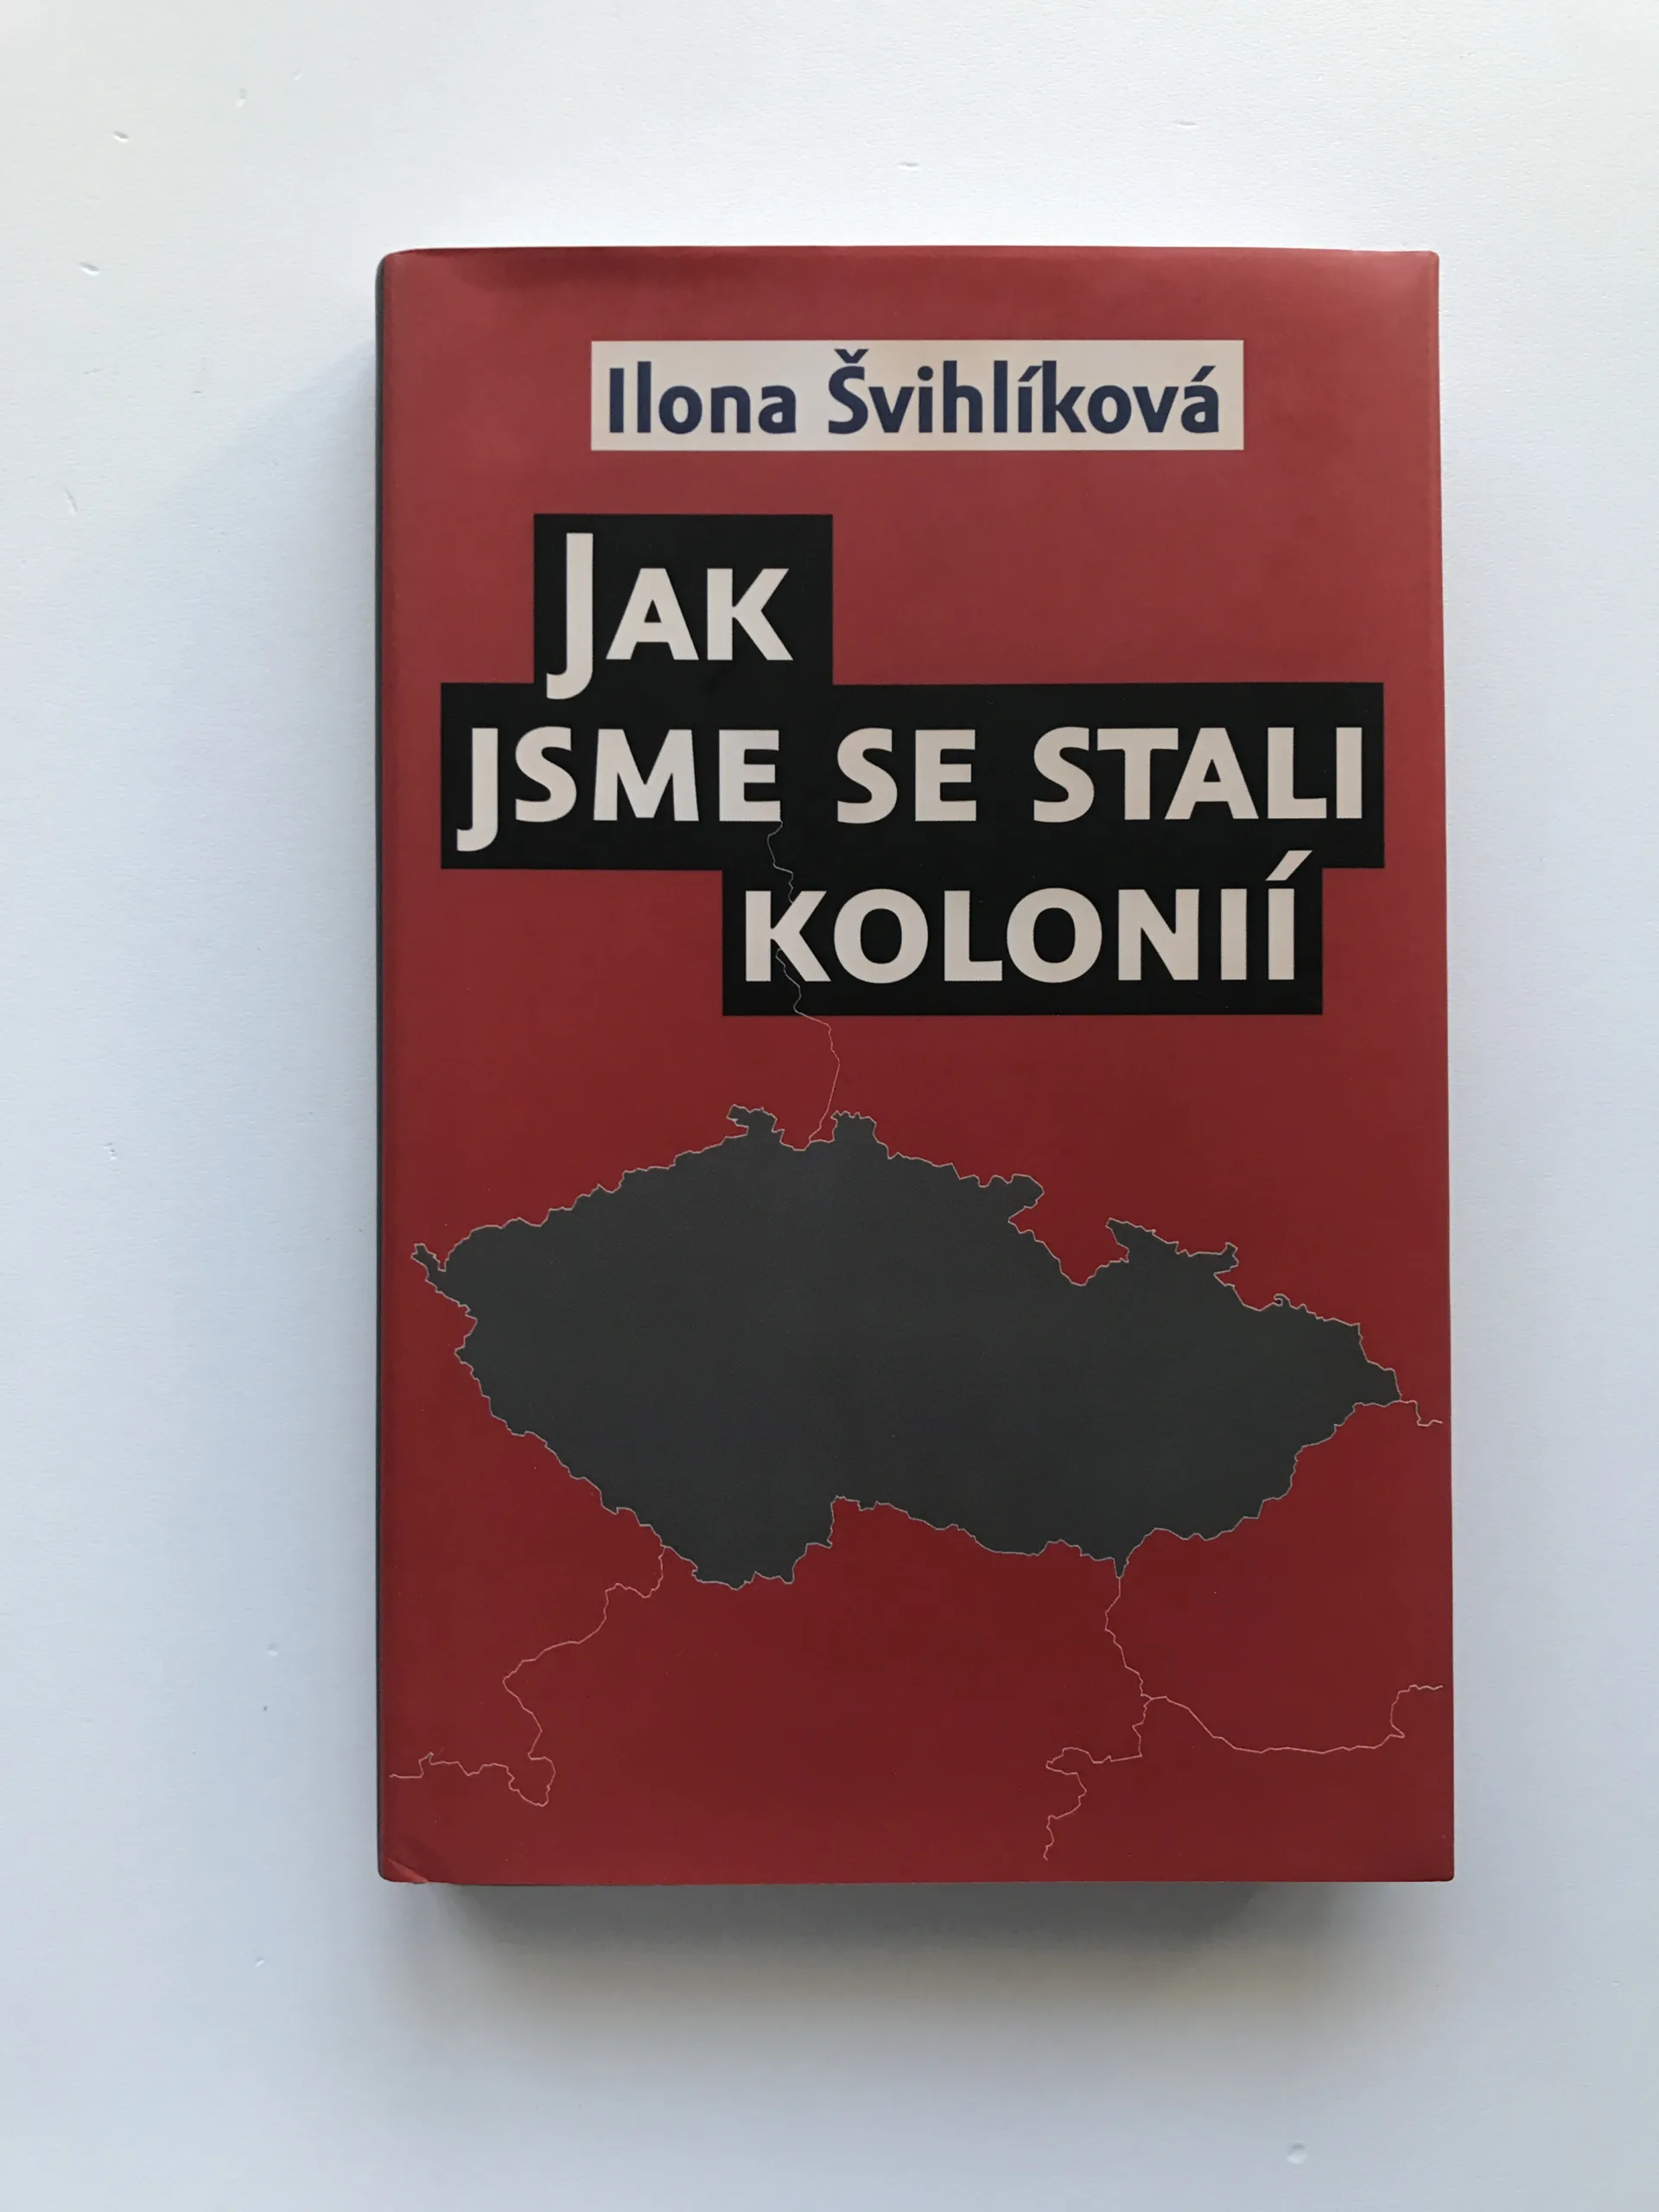 Ilona Švihlíková
JAK
JSME SE STALI
KOLONIÍ